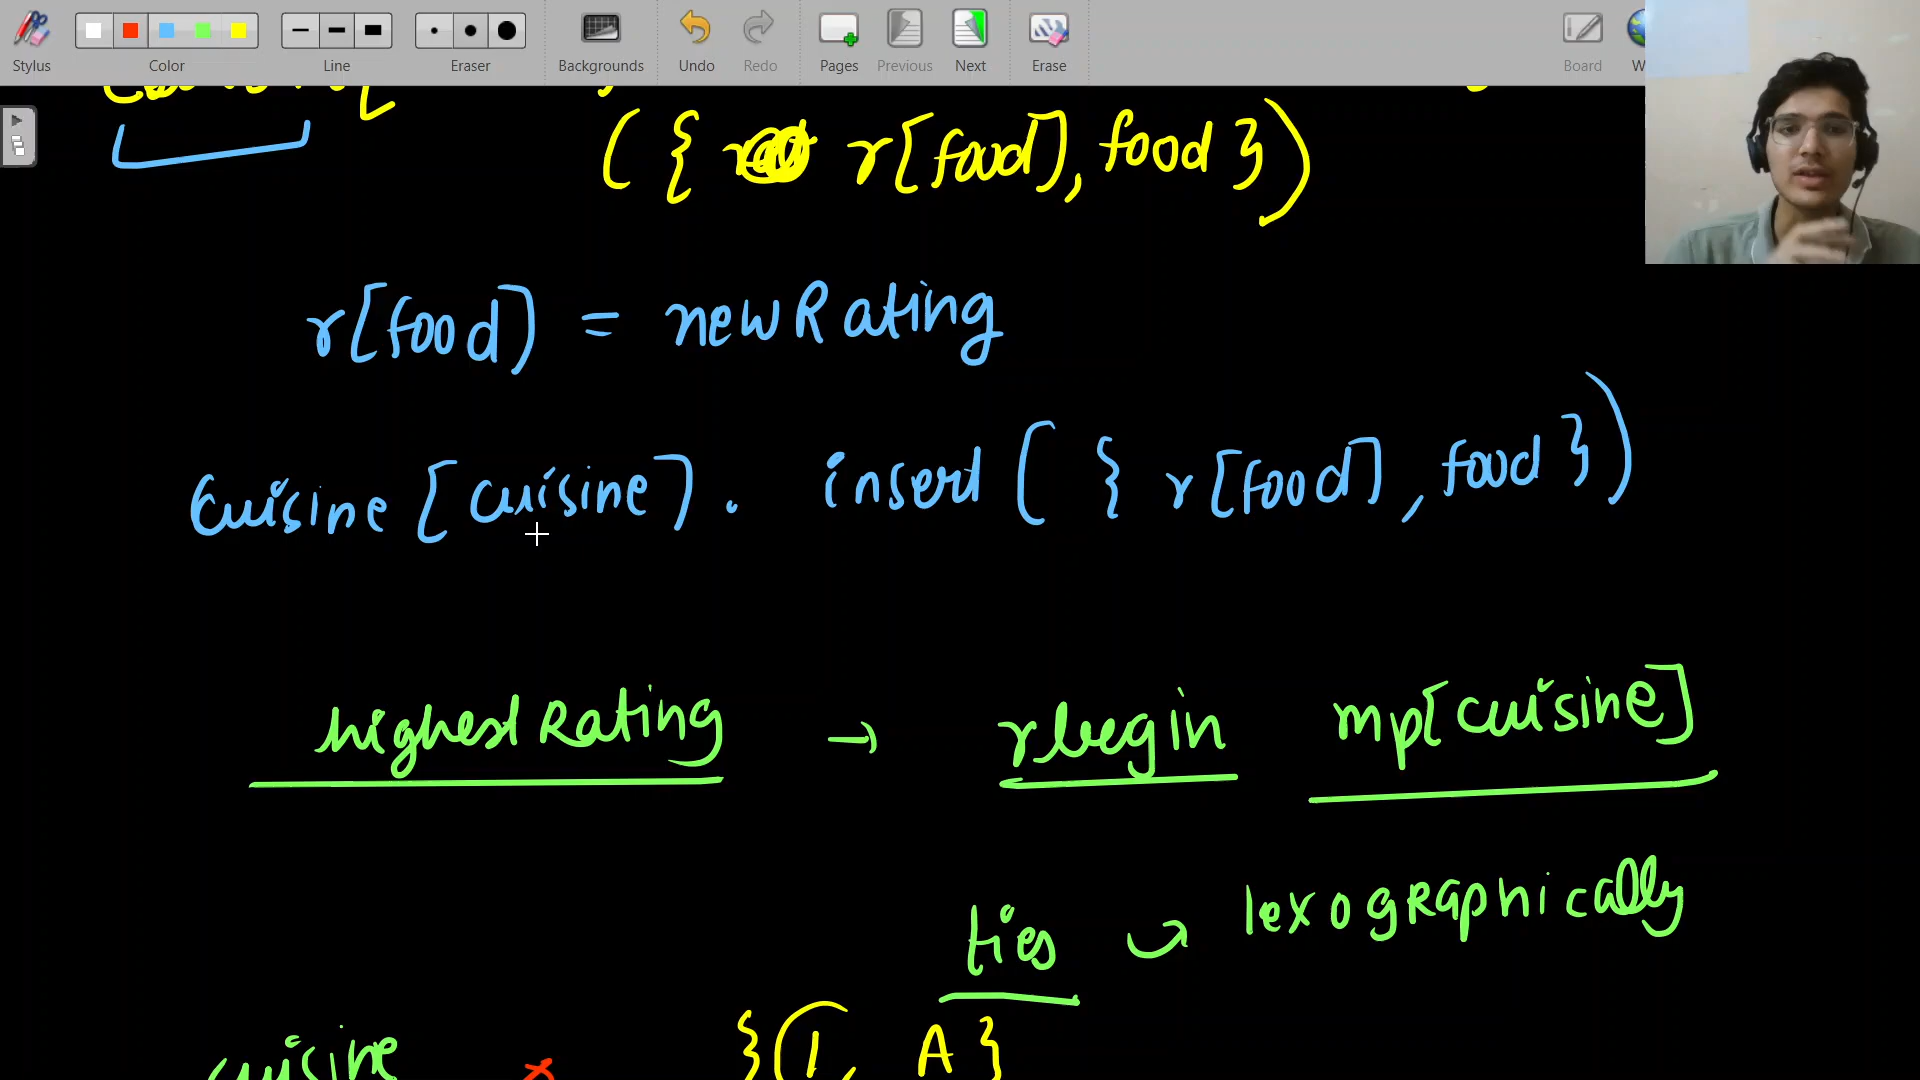 Stylus
Color
Line
Eraser
Backgrounds
Undo
Redo
Pages
Previous
Next
Erase
Board
W
( { r[food], food } )
r[food] = newRating
cuisine [cuisine] . insert ( { r[food], food } )
highestRating → rbegin mp[cuisine]
ties lexographically
cuisine x { 1, A }